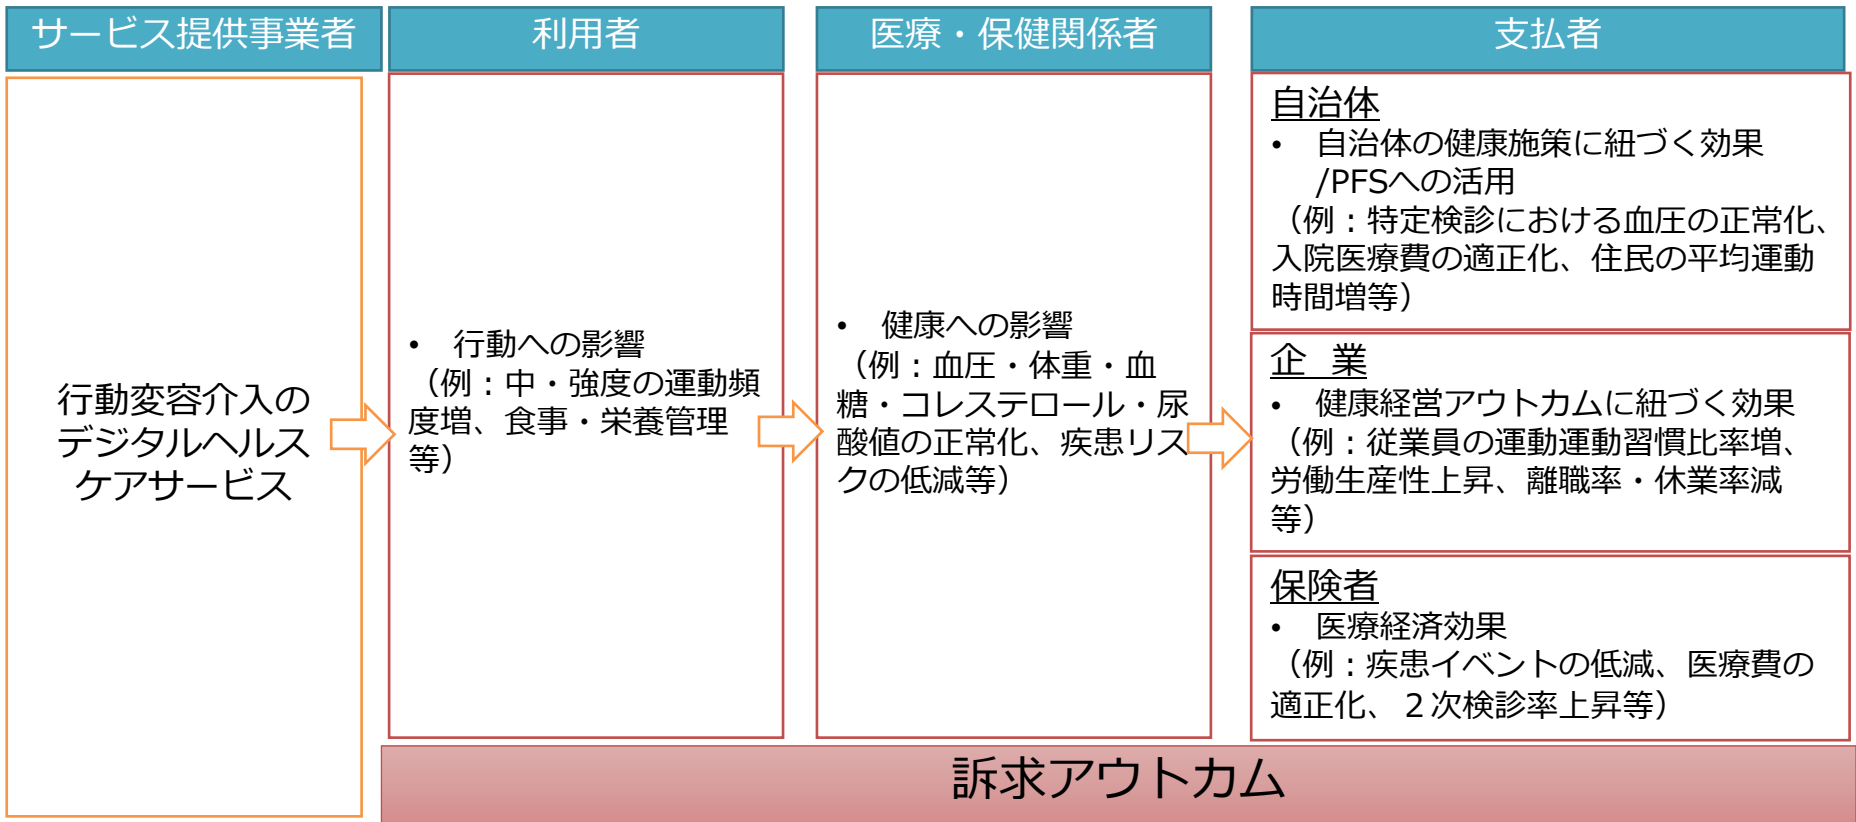 サービス提供事業者
利用者
医療・保健関係者
支払者
行動変容介入の
デジタルヘルス
ケアサービス
• 行動への影響
（例：中・強度の運動頻
度増、食事・栄養管理
等）
• 健康への影響
（例：血圧・体重・血
糖・コレステロール・尿
酸値の正常化、疾患リス
クの低減等）
自治体
• 自治体の健康施策に紐づく効果
/PFSへの活用
（例：特定検診における血圧の正常化、
入院医療費の適正化、住民の平均運動
時間増等）
企 業
• 健康経営アウトカムに紐づく効果
（例：従業員の運動運動習慣比率増、
労働生産性上昇、離職率・休業率減
等）
保険者
• 医療経済効果
（例：疾患イベントの低減、医療費の
適正化、２次検診率上昇等）
訴求アウトカム